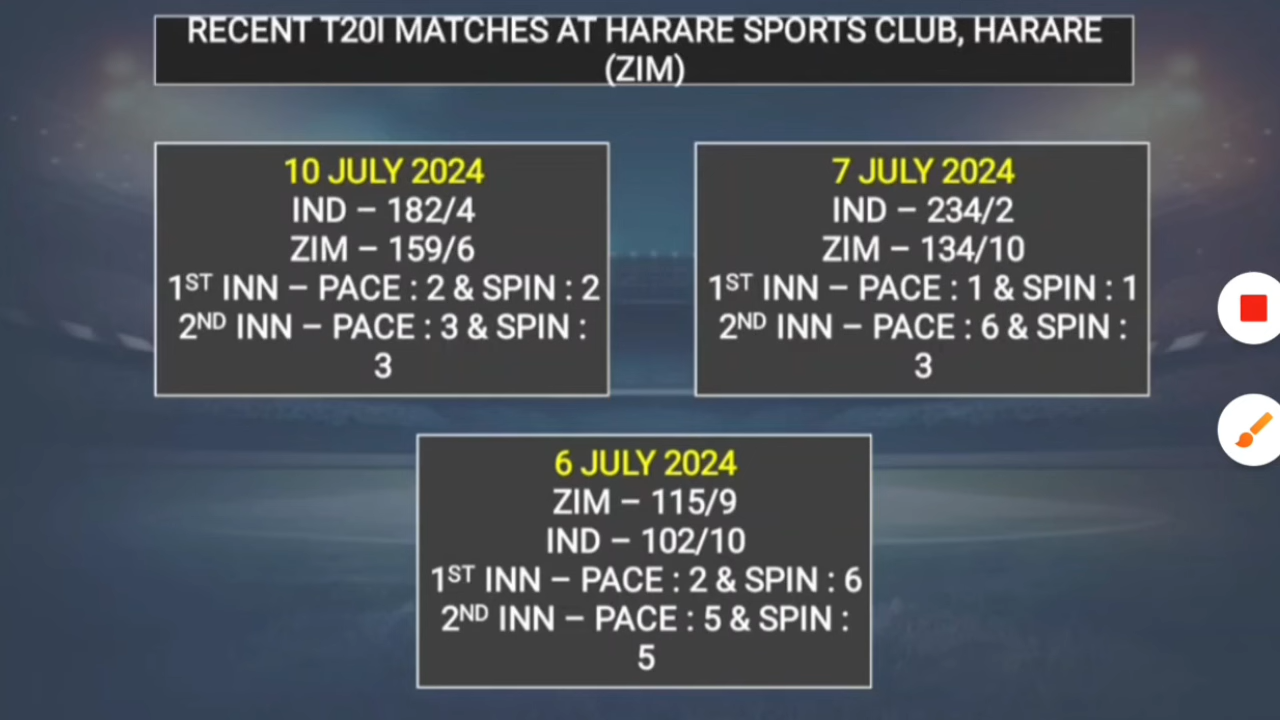 RECENT T20I MATCHES AT HARARE SPORTS CLUB, HARARE
(ZIM)
10 JULY 2024
IND – 182/4
ZIM – 159/6
1ST INN – PACE : 2 & SPIN : 2
2ND INN – PACE : 3 & SPIN :
3
7 JULY 2024
IND – 234/2
ZIM – 134/10
1ST INN – PACE : 1 & SPIN : 1
2ND INN – PACE : 6 & SPIN :
3
6 JULY 2024
ZIM – 115/9
IND – 102/10
1ST INN – PACE : 2 & SPIN : 6
2ND INN – PACE : 5 & SPIN :
5